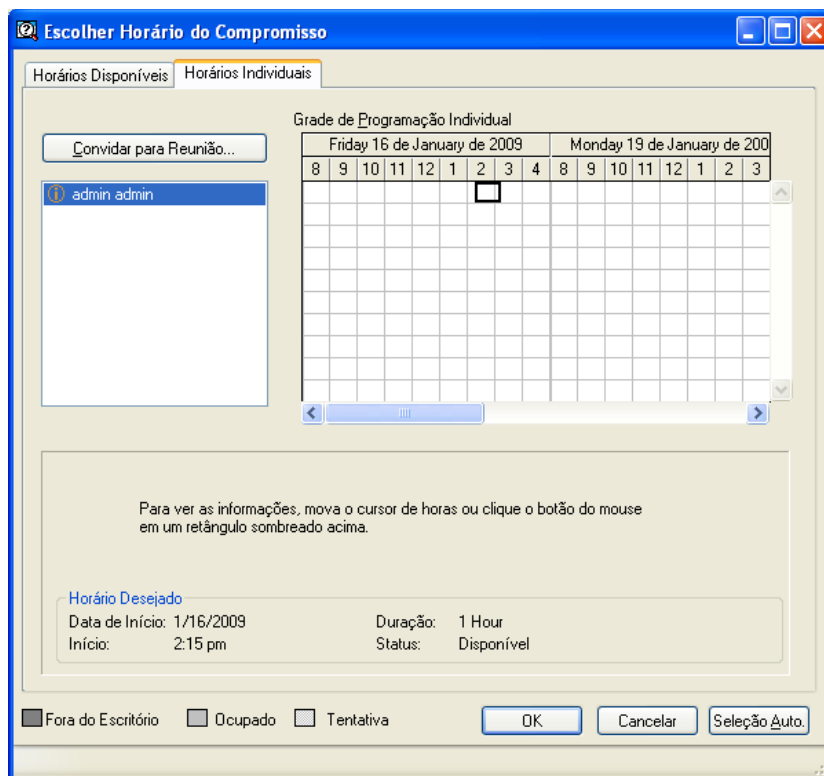 Escolher Horário do Compromisso
Horários Disponíveis Horários Individuais
Grade de Programação Individual
Convidar para Reunião...
Friday 16 de January de 2009 Monday 19 de January de 200
8 9 10 11 12 1 2 3 4 8 9 10 11 12 1 2 3
admin admin
Para ver as informações, mova o cursor de horas ou clique o botão do mouse
em um retângulo sombreado acima.
Horário Desejado
Data de Início: 1/16/2009 Duração: 1 Hour
Início: 2:15 pm Status: Disponível
Fora do Escritório Ocupado Tentativa OK Cancelar Seleção Auto.